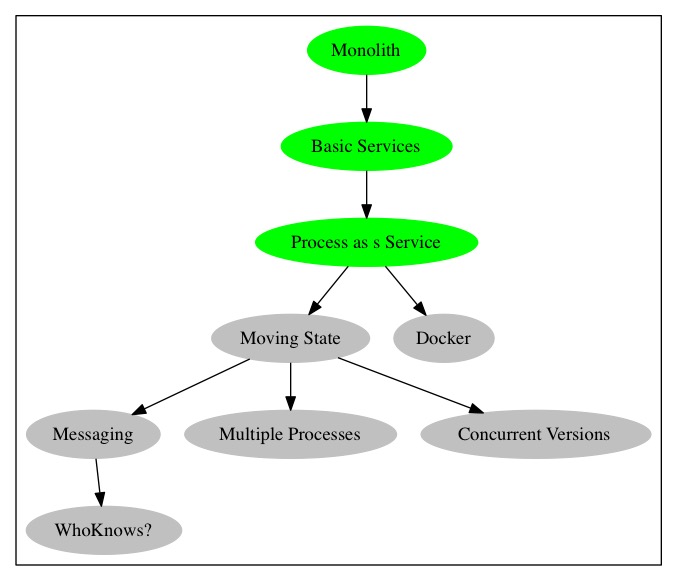 Monolith
Basic Services
Process as s Service
Moving State
Docker
Messaging
Multiple Processes
Concurrent Versions
WhoKnows?